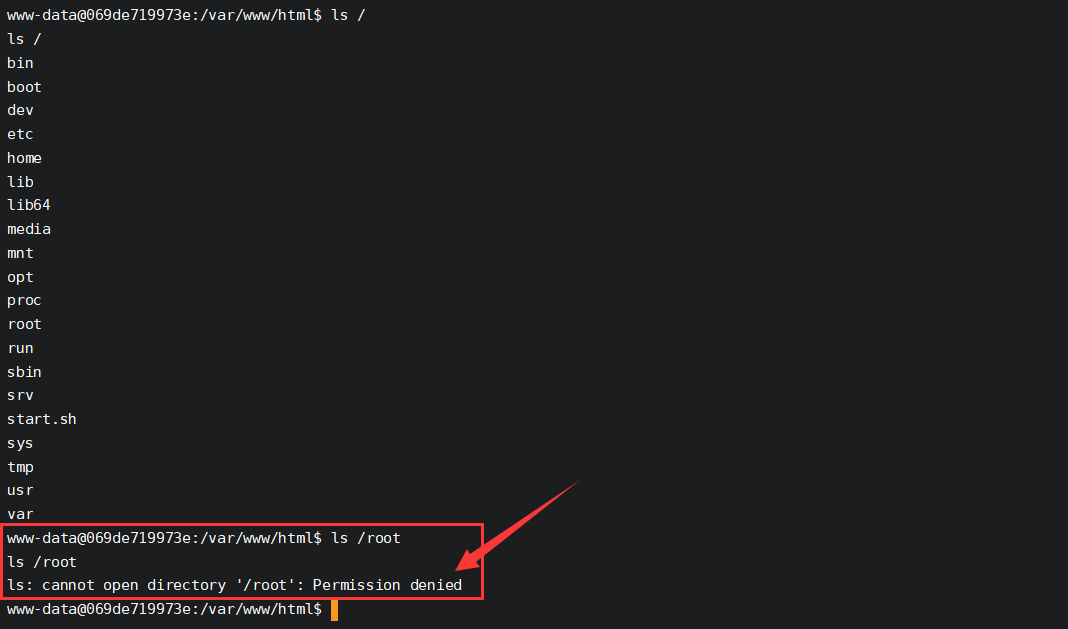 www-data@069de719973e:/var/www/html$ ls /
ls /
bin
boot
dev
etc
home
lib
lib64
media
mnt
opt
proc
root
run
sbin
srv
start.sh
sys
tmp
usr
var
www-data@069de719973e:/var/www/html$ ls /root
ls /root
ls: cannot open directory '/root': Permission denied
www-data@069de719973e:/var/www/html$